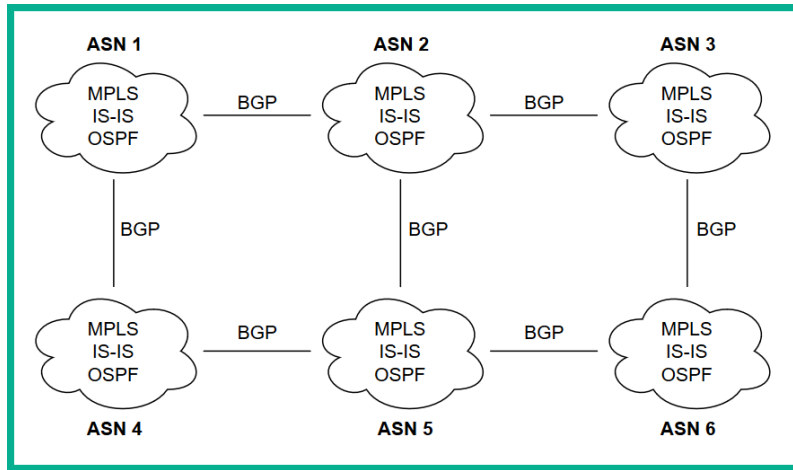 ASN 1
ASN 2
ASN 3
MPLS
IS-IS
OSPF
BGP
MPLS
IS-IS
OSPF
BGP
MPLS
IS-IS
OSPF
BGP
BGP
BGP
MPLS
IS-IS
OSPF
BGP
MPLS
IS-IS
OSPF
BGP
MPLS
IS-IS
OSPF
ASN 4
ASN 5
ASN 6